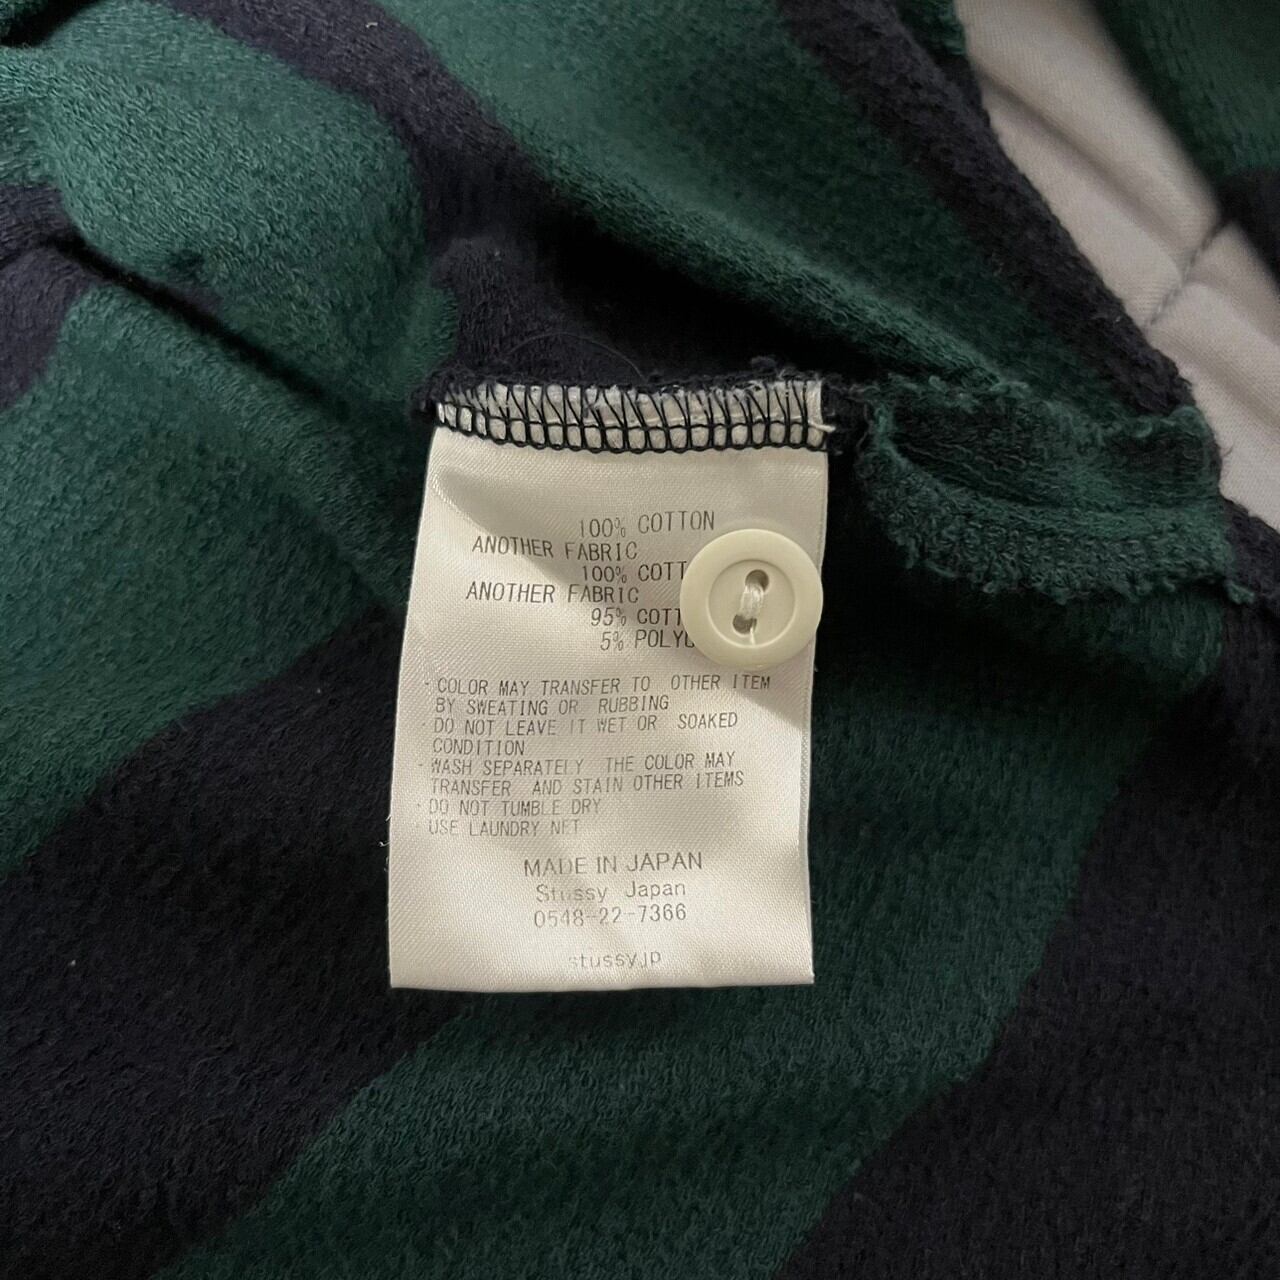 100% COTTON
ANOTHER FABRIC
100% COTT
ANOTHER FABRIC
95% COTT
5% POLYU
· COLOR MAY TRANSFER TO OTHER ITEM
BY SWEATING OR RUBBING
· DO NOT LEAVE IT WET OR SOAKED
CONDITION
· WASH SEPARATELY THE COLOR MAY
TRANSFER AND STAIN OTHER ITEMS
· DO NOT TUMBLE DRY
· USE LAUNDRY NET
MADE IN JAPAN
Stussy Japan
0548-22-7366
stussy.jp